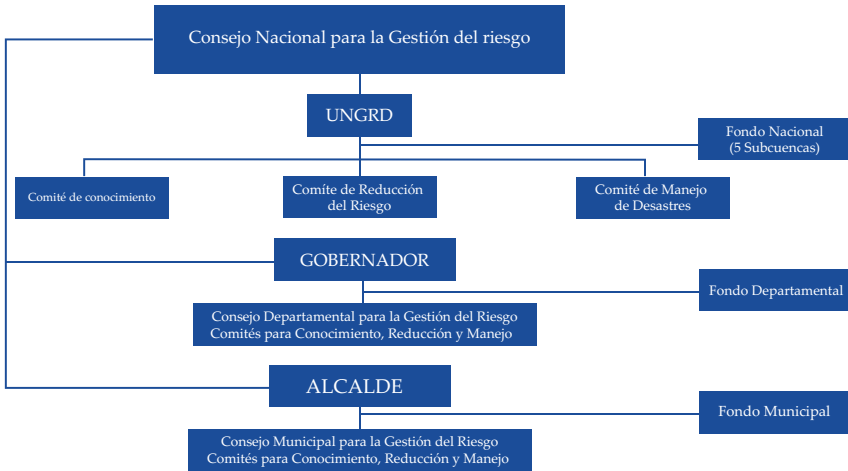 Consejo Nacional para la Gestión del riesgo
UNGRD
Fondo Nacional
(5 Subcuencas)
Comité de conocimiento
Comíte de Reducción
del Riesgo
Comité de Manejo
de Desastres
GOBERNADOR
Fondo Departamental
Consejo Departamental para la Gestión del Riesgo
Comités para Conocimiento, Reducción y Manejo
ALCALDE
Fondo Municipal
Consejo Municipal para la Gestión del Riesgo
Comités para Conocimiento, Reducción y Manejo